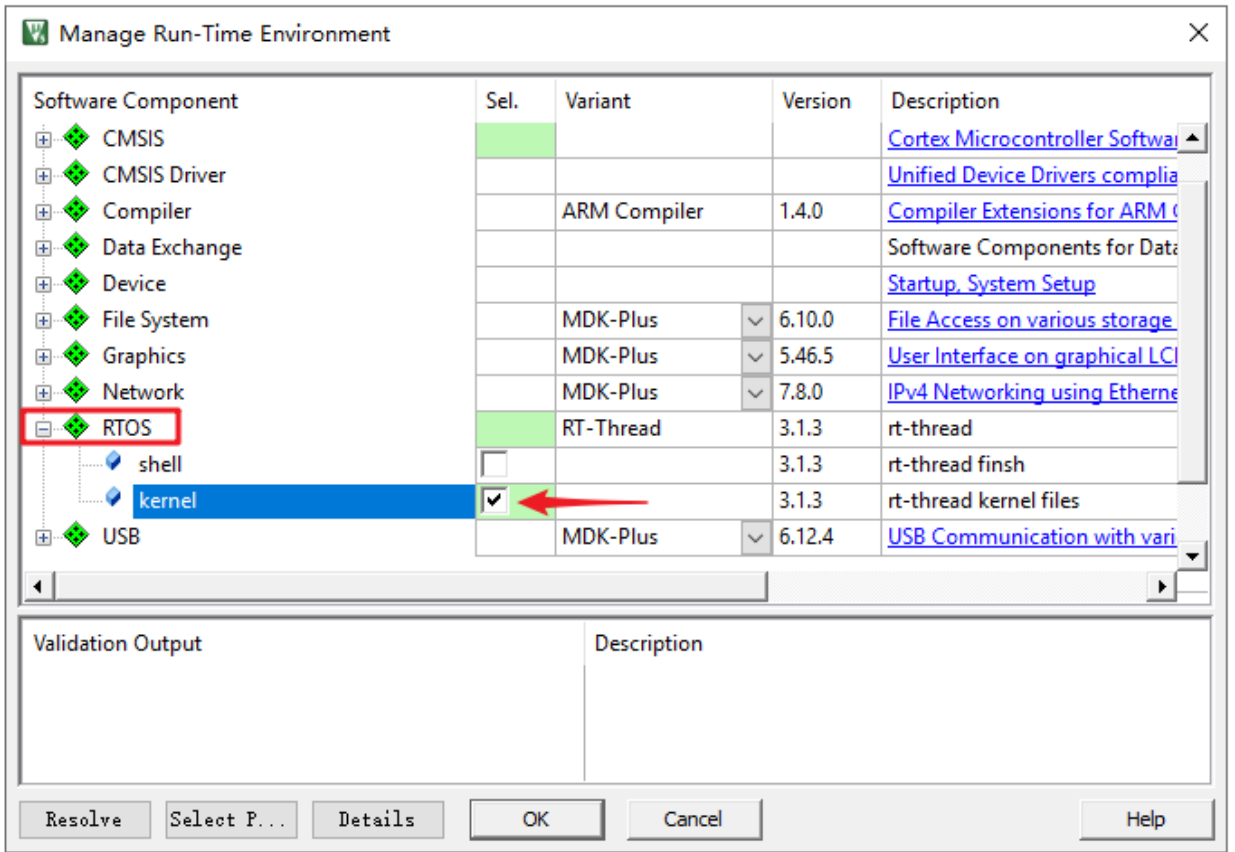 Manage Run-Time Environment
Software Component Sel. Variant Version Description
CMSIS Cortex Microcontroller Softwar
CMSIS Driver Unified Device Drivers complia
Compiler ARM Compiler 1.4.0 Compiler Extensions for ARM
Data Exchange Software Components for Data
Device Startup, System Setup
File System MDK-Plus 6.10.0 File Access on various storage
Graphics MDK-Plus 5.46.5 User Interface on graphical LCD
Network MDK-Plus 7.8.0 IPv4 Networking using Etherne
RTOS RT-Thread 3.1.3 rt-thread
shell 3.1.3 rt-thread finsh
kernel 3.1.3 rt-thread kernel files
USB MDK-Plus 6.12.4 USB Communication with vari
Validation Output Description
Resolve Select P... Details OK Cancel Help